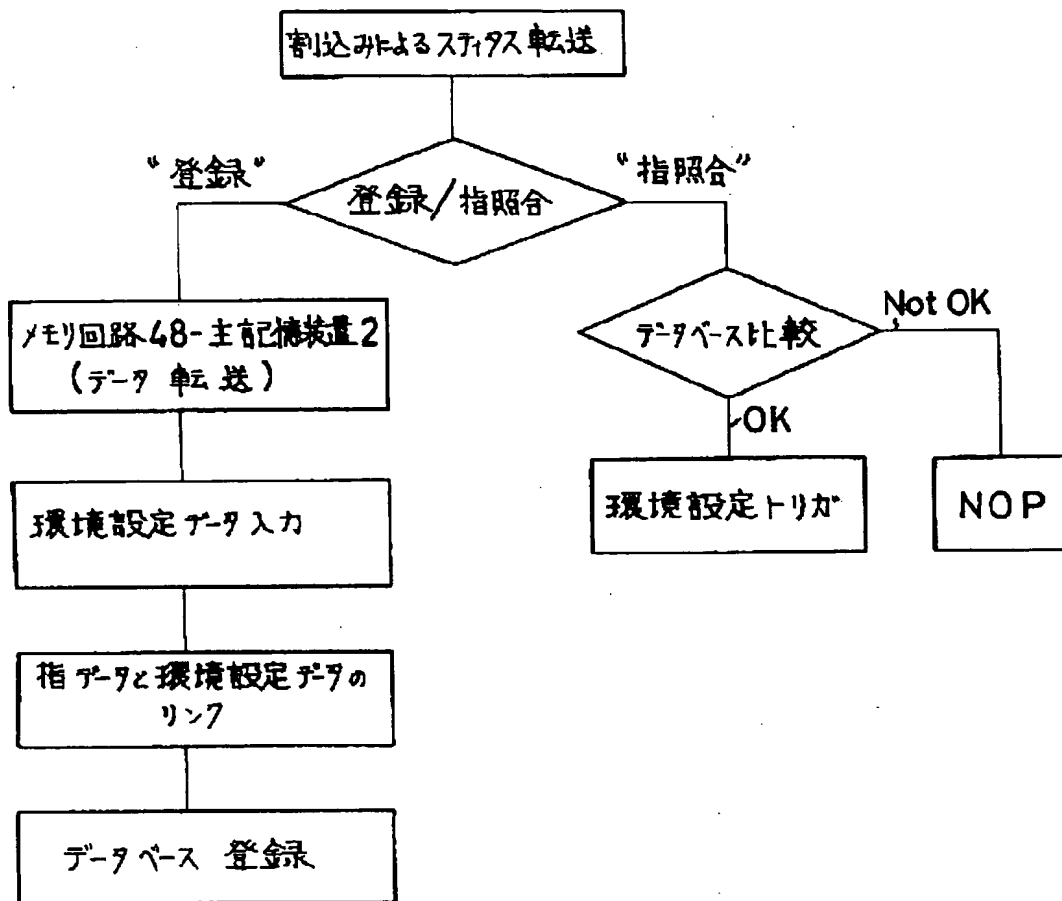 割込みによるスティタス転送
“登録”
“指照合”
登録/指照合
メモリ回路48-主記憶装置2
(データ 転送)
Not OK
データベース比較
OK
環境設定データ入力
環境設定トリガ
NOP
指データと環境設定データの
リンク
データベース 登録